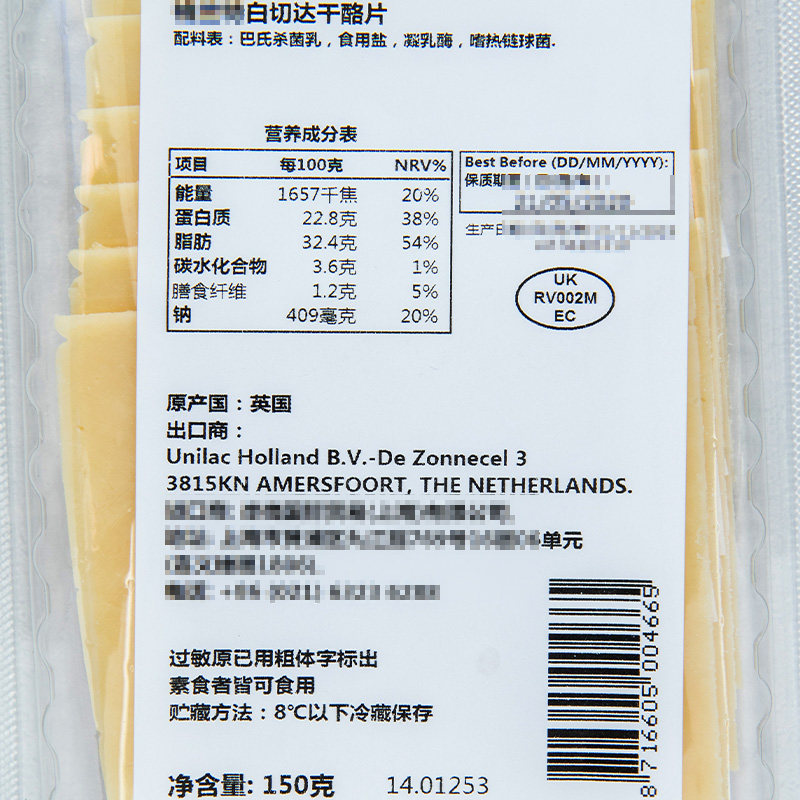 白切达干酪片
配料表：巴氏杀菌乳，食用盐，凝乳酶，嗜热链球菌.
营养成分表
项目 每100克 NRV%
能量 1657千焦 20%
蛋白质 22.8克 38%
脂肪 32.4克 54%
碳水化合物 3.6克 1%
膳食纤维 1.2克 5%
钠 409毫克 20%
Best Before (DD/MM/YYYY):
保质期
生产日
UK
RV002M
EC
原产国：英国
出口商：
Unilac Holland B.V.-De Zonnecel 3
3815KN AMERSFOORT, THE NETHERLANDS.
单元
过敏原已用粗体字标出
素食者皆可食用
贮藏方法：8℃以下冷藏保存
净含量: 150克
14.01253
8 716605 004665